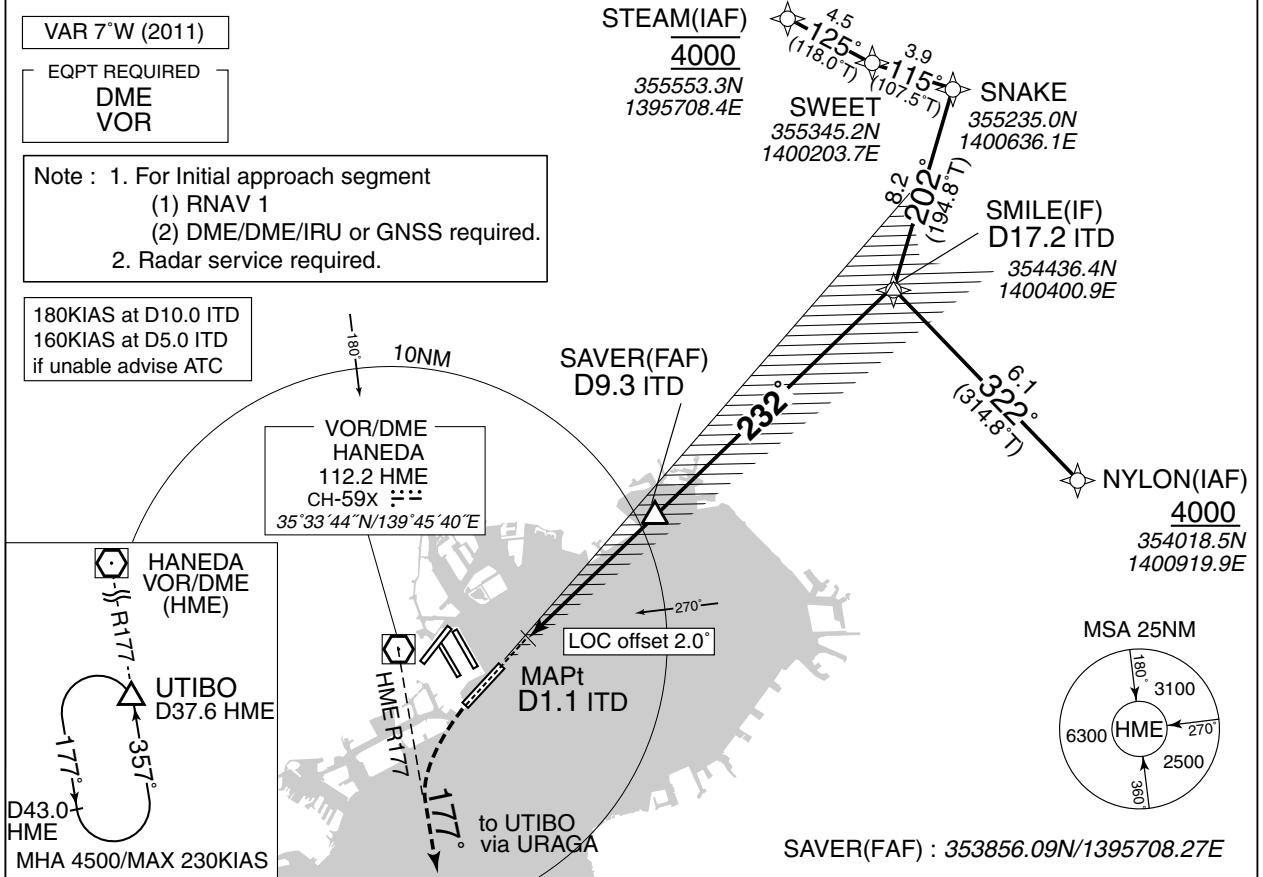 VAR 7°W (2011)
EQPT REQUIRED
DME
VOR
Note : 1. For Initial approach segment
(1) RNAV 1
(2) DME/DME/IRU or GNSS required.
2. Radar service required.
180KIAS at D10.0 ITD
160KIAS at D5.0 ITD
if unable advise ATC
STEAM(IAF)
4000
355553.3N
1395708.4E
4.5
125°
(118.0°T)
3.9
115°
(107.5°T)
SWEET
355345.2N
1400203.7E
SNAKE
355235.0N
1400636.1E
8.2
202°
(194.8°T)
SMILE(IF)
D17.2 ITD
354436.4N
1400400.9E
6.1
322°
(314.8°T)
NYLON(IAF)
4000
354018.5N
1400919.9E
SAVER(FAF)
D9.3 ITD
232°
180°
10NM
VOR/DME
HANEDA
112.2 HME
CH-59X
35°33′44″N/139°45′40″E
270°
LOC offset 2.0°
MAPt
D1.1 ITD
HME R177
177°
to UTIBO
via URAGA
HANEDA
VOR/DME
(HME)
R177
UTIBO
D37.6 HME
177°
357°
D43.0
HME
MHA 4500/MAX 230KIAS
MSA 25NM
180°
3100
6300
HME
270°
2500
360°
SAVER(FAF) : 353856.09N/1395708.27E